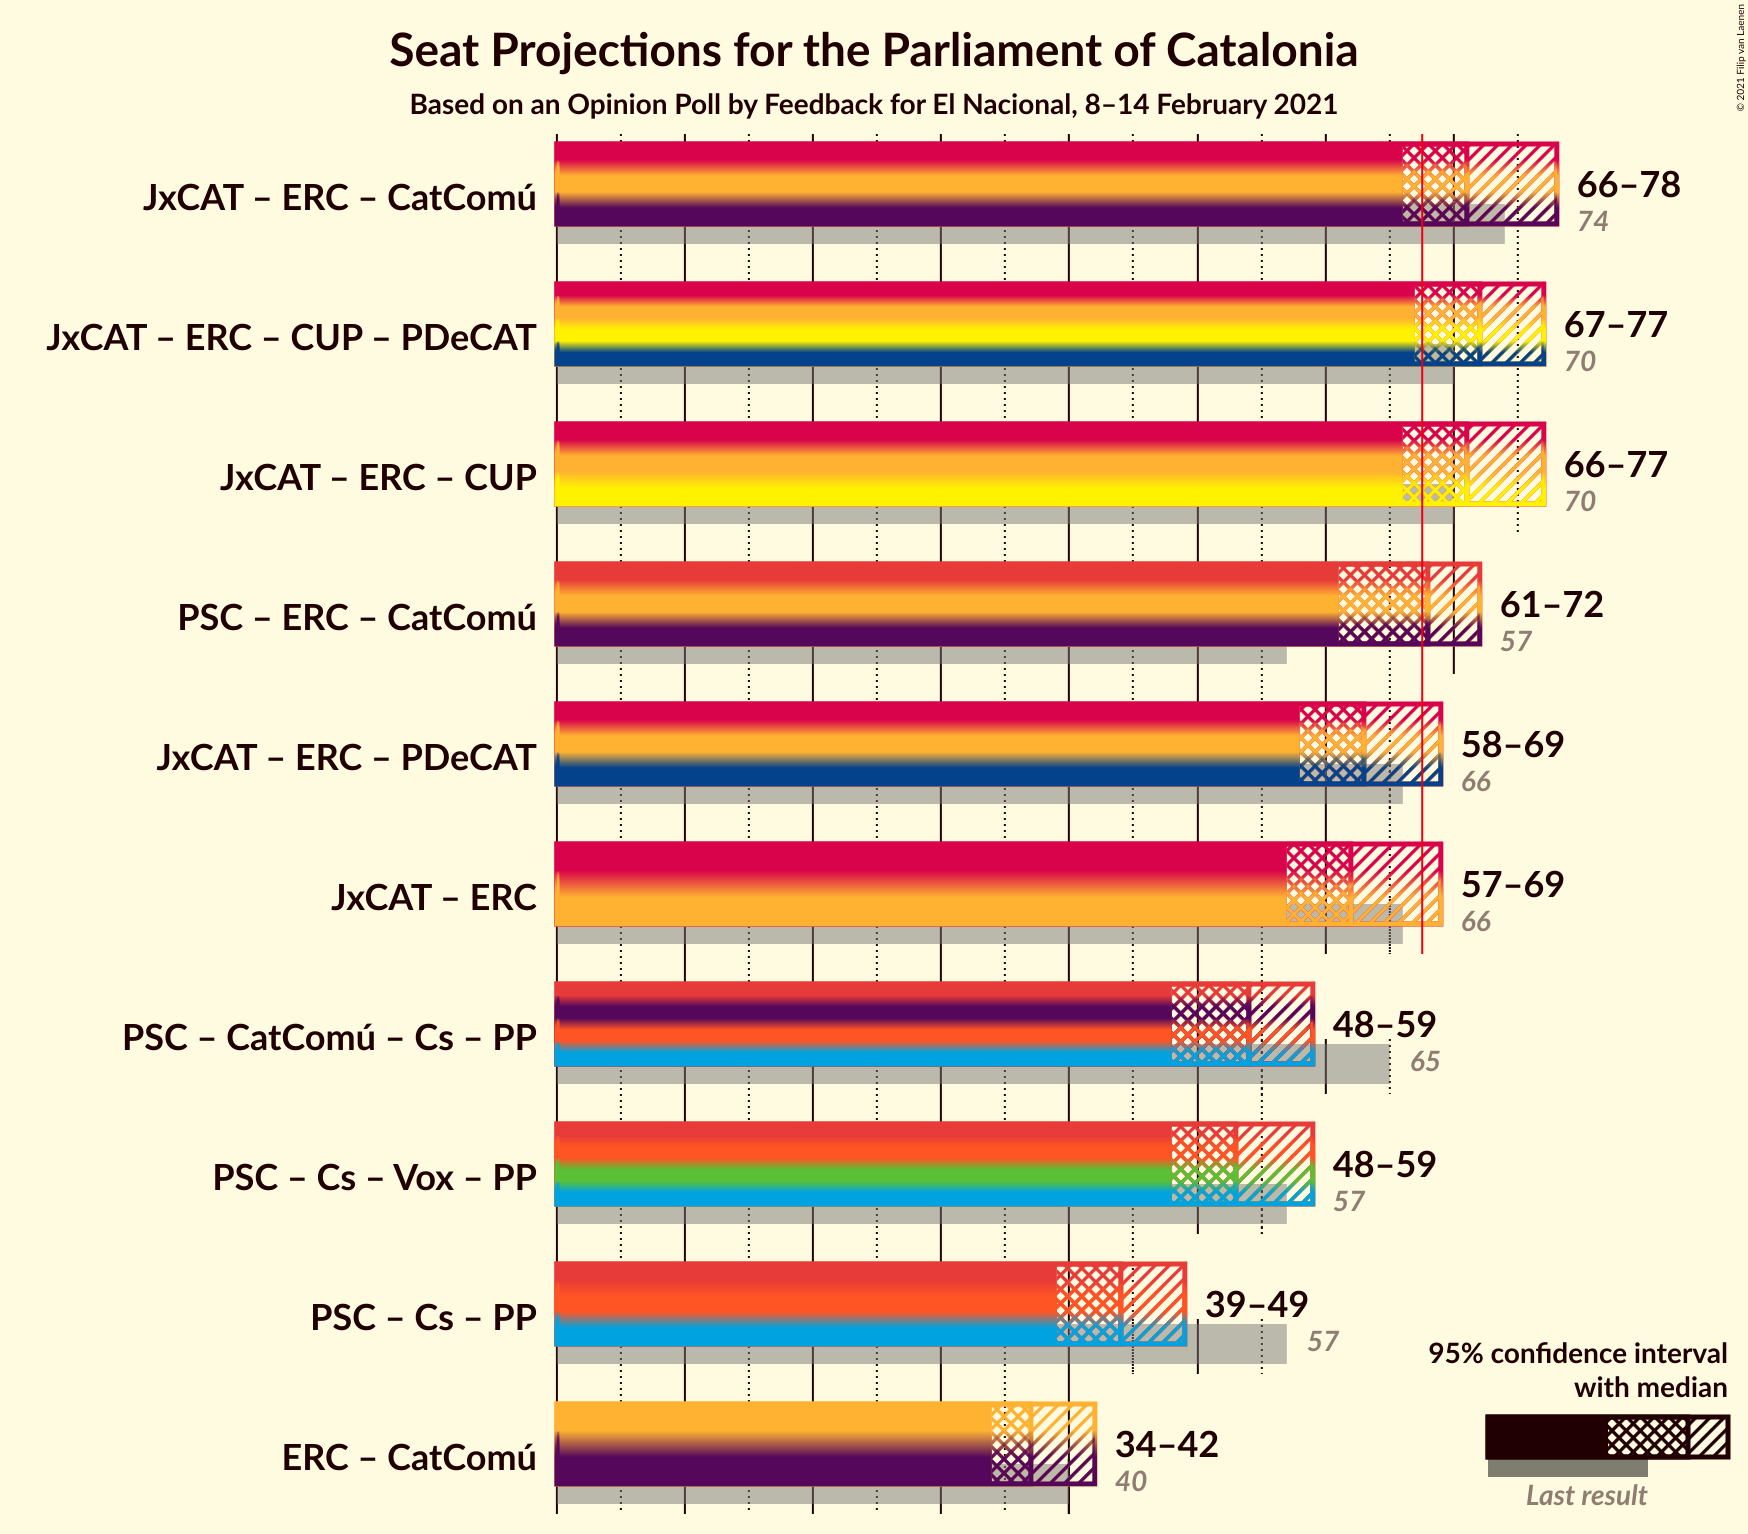 Seat Projections for the Parliament of Catalonia
Based on an Opinion Poll by Feedback for El Nacional, 8–14 February 2021
© 2021 Filip van Laenen
JxCAT – ERC – CatComú
66–78
74
JxCAT – ERC – CUP – PDeCAT
67–77
70
JxCAT – ERC – CUP
66–77
70
PSC – ERC – CatComú
61–72
57
JxCAT – ERC – PDeCAT
58–69
66
JxCAT – ERC
57–69
66
PSC – CatComú – Cs – PP
48–59
65
PSC – Cs – Vox – PP
48–59
57
PSC – Cs – PP
39–49
57
ERC – CatComú
34–42
40
95% confidence interval
with median
Last result